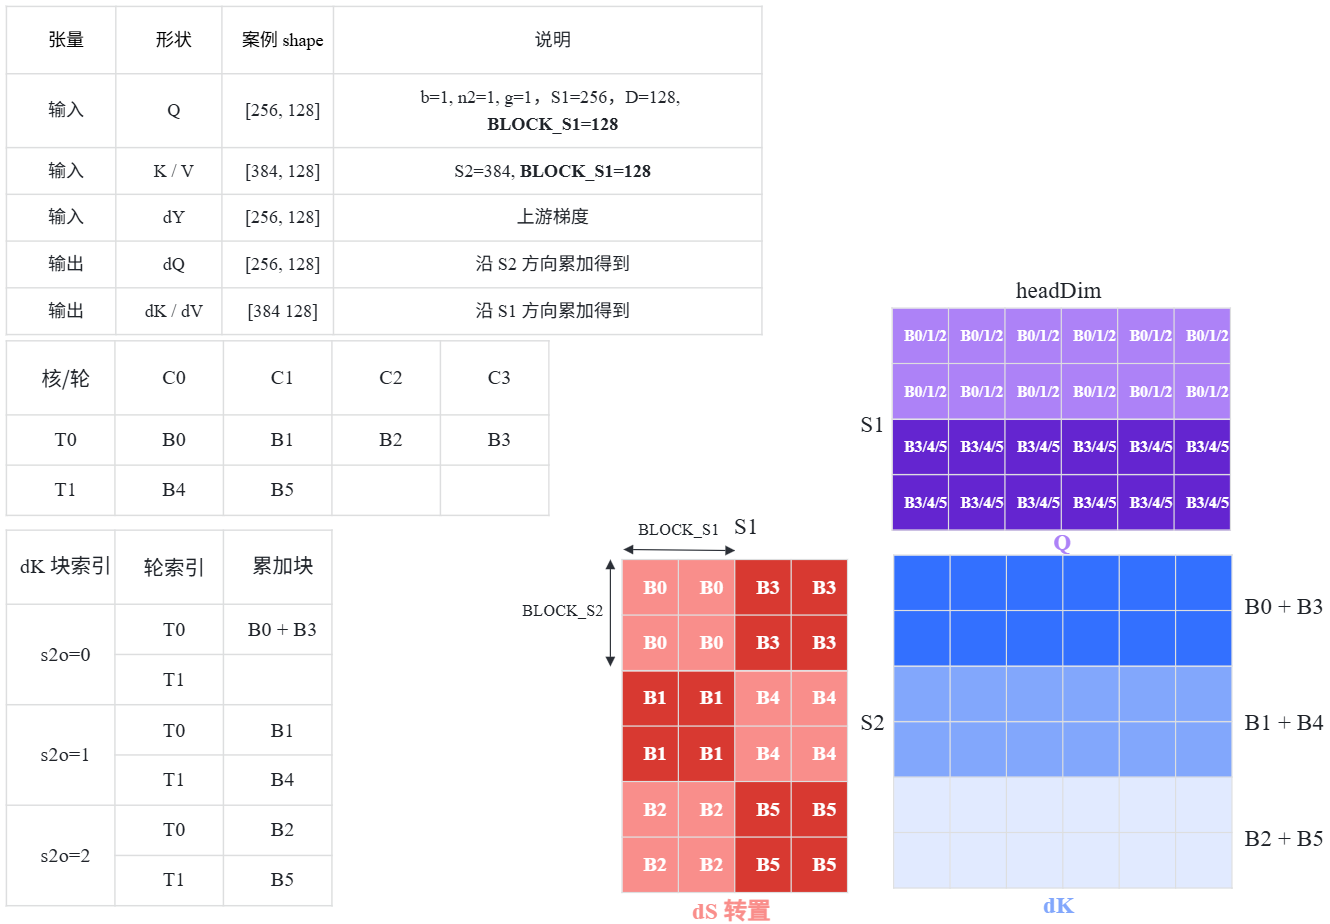 张量 形状 案例 shape 说明
输入 Q [256, 128] b=1, n2=1, g=1，S1=256，D=128,
BLOCK_S1=128
输入 K / V [384, 128] S2=384, BLOCK_S1=128
输入 dY [256, 128] 上游梯度
输出 dQ [256, 128] 沿 S2 方向累加得到
输出 dK / dV [384 128] 沿 S1 方向累加得到
核/轮 C0 C1 C2 C3
T0 B0 B1 B2 B3
T1 B4 B5
dK 块索引 轮索引 累加块
s2o=0 T0 B0 + B3
T1
s2o=1 T0 B1
T1 B4
s2o=2 T0 B2
T1 B5
BLOCK_S1 S1
BLOCK_S2
B0 B0 B3 B3
B0 B0 B3 B3
B1 B1 B4 B4
B1 B1 B4 B4
B2 B2 B5 B5
B2 B2 B5 B5
dS 转置
headDim
S1
B0/1/2 B0/1/2 B0/1/2 B0/1/2 B0/1/2 B0/1/2
B0/1/2 B0/1/2 B0/1/2 B0/1/2 B0/1/2 B0/1/2
B3/4/5 B3/4/5 B3/4/5 B3/4/5 B3/4/5 B3/4/5
B3/4/5 B3/4/5 B3/4/5 B3/4/5 B3/4/5 B3/4/5
Q
S2
B0 + B3
B1 + B4
B2 + B5
dK